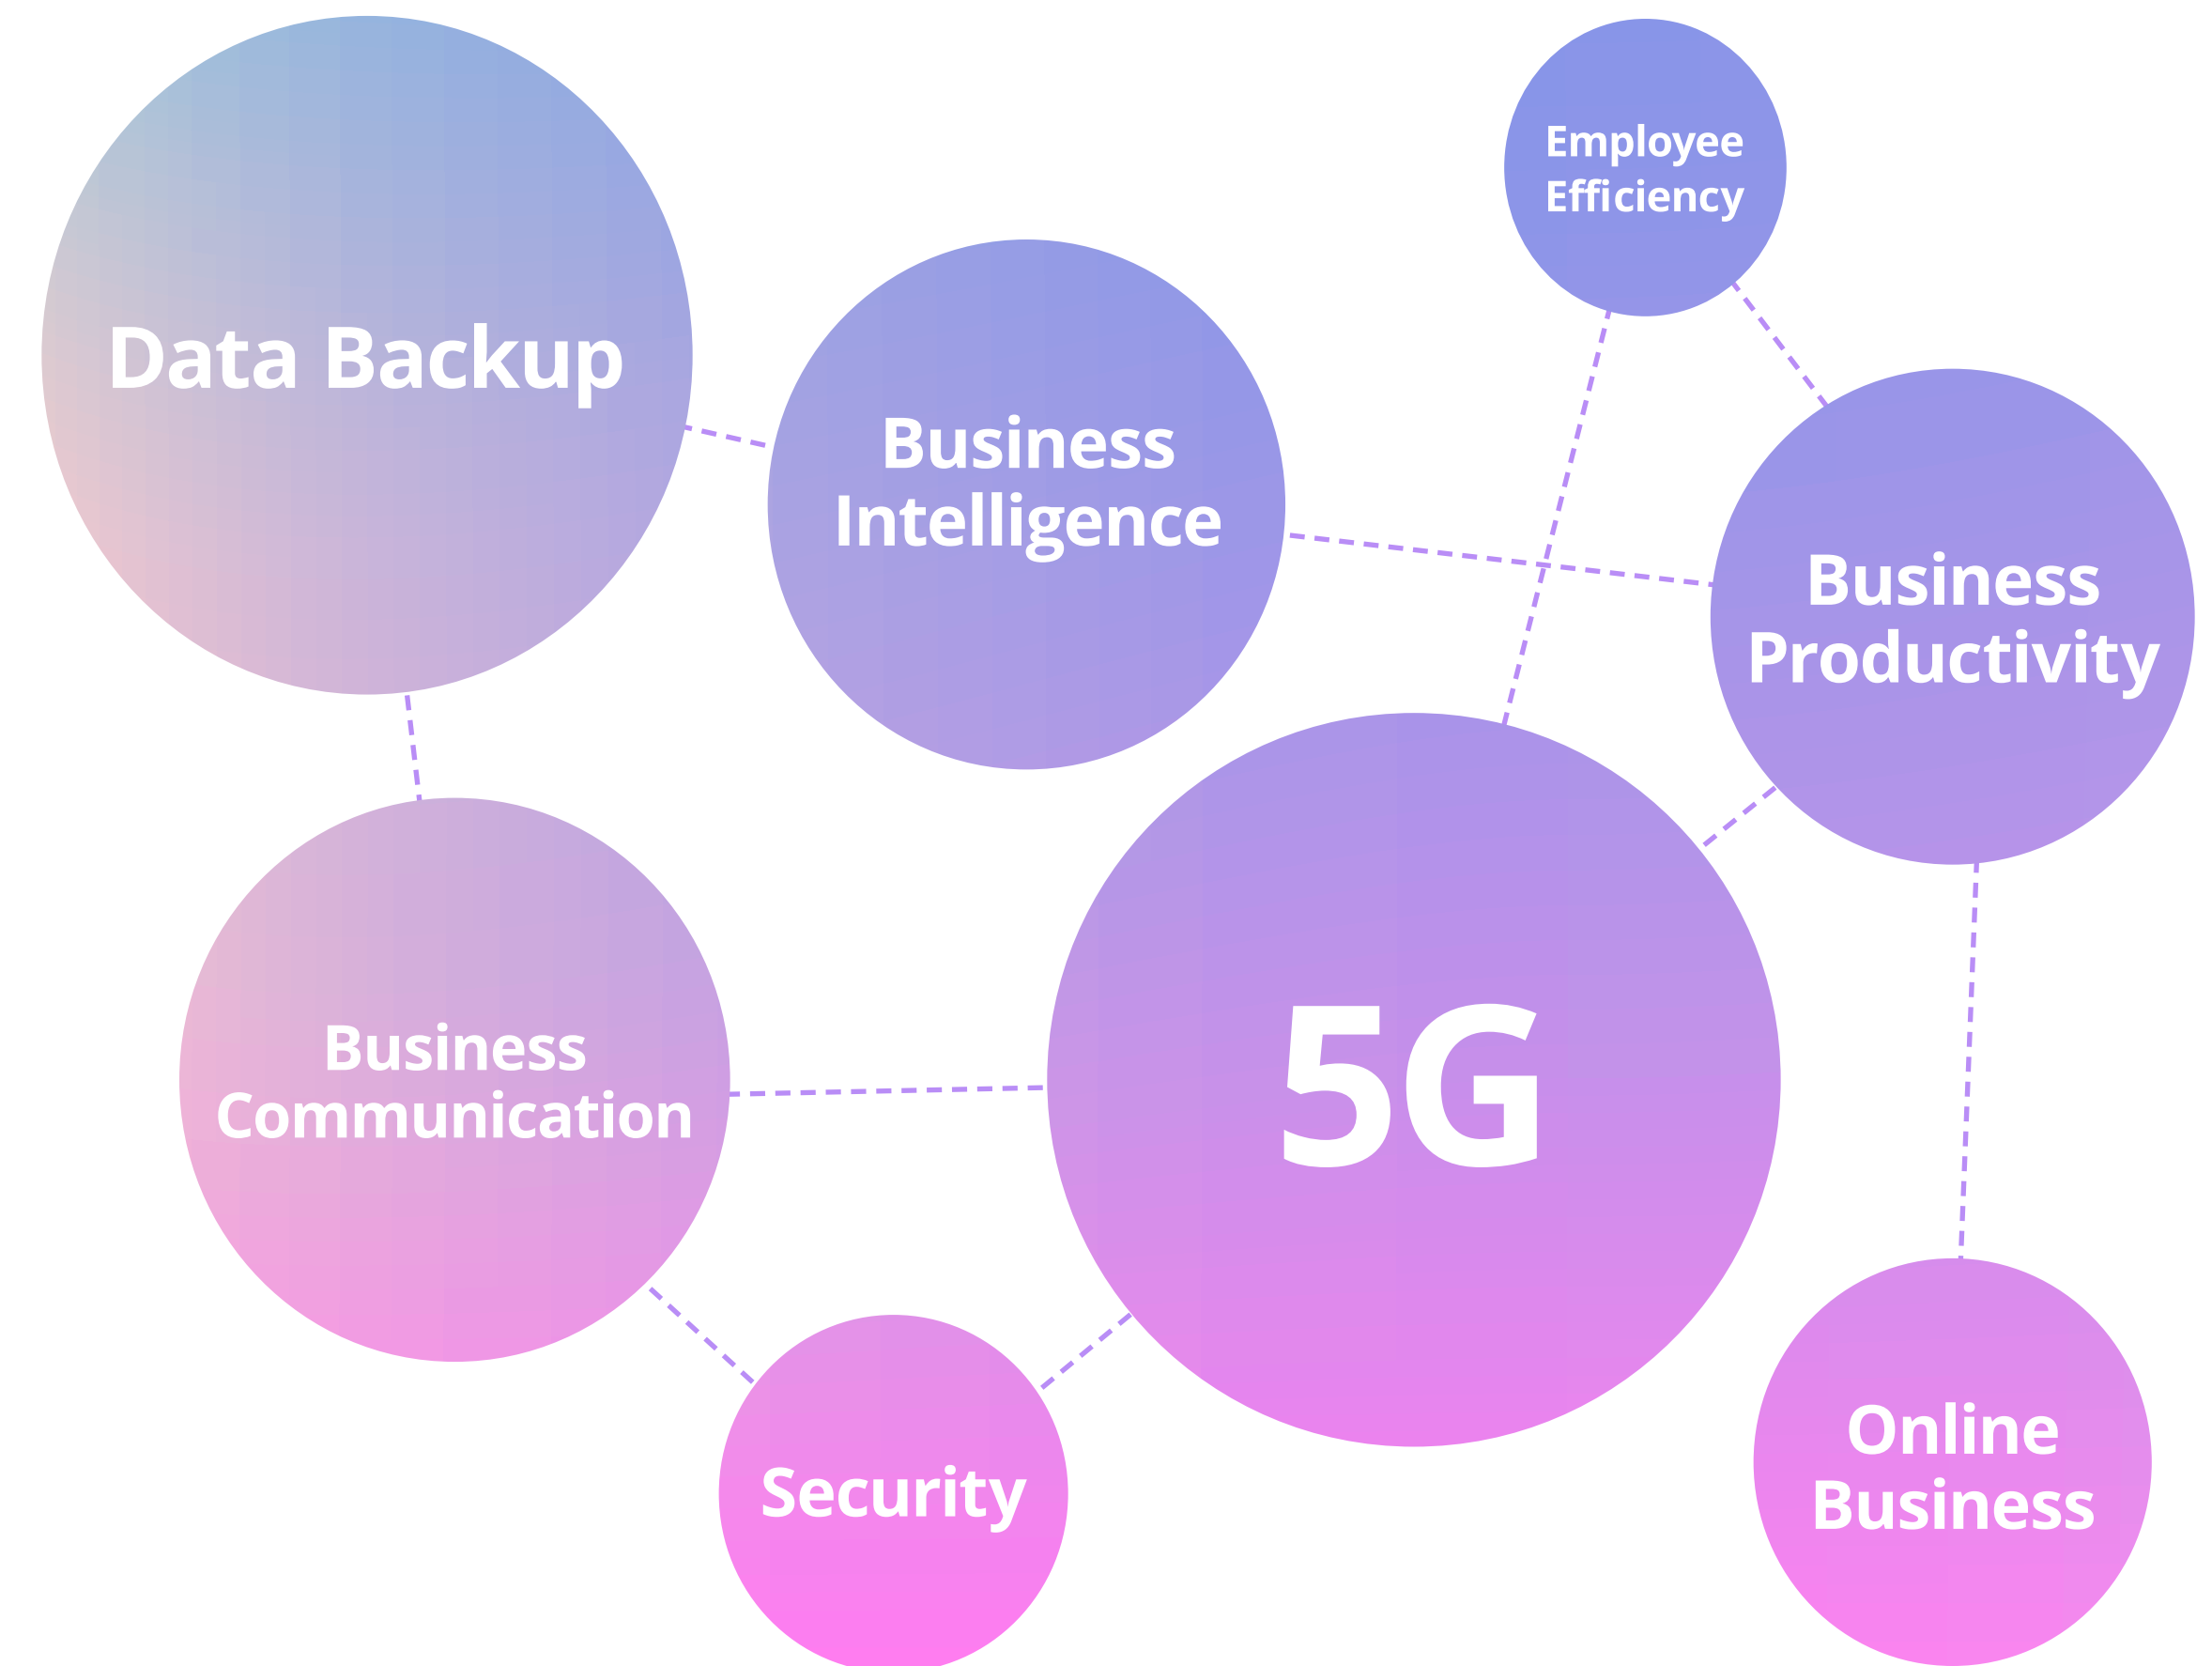 Employee
Efficiency
Data Backup
Business
Intelligence
Business
Productivity
5G
Business
Communication
Online
Business
Security